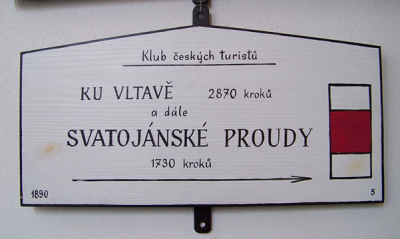 Klub českých turistů
KU VLTAVĚ 2870 kroků
a dále
SVATOJÁNSKÉ PROUDY
1730 kroků
1890 5